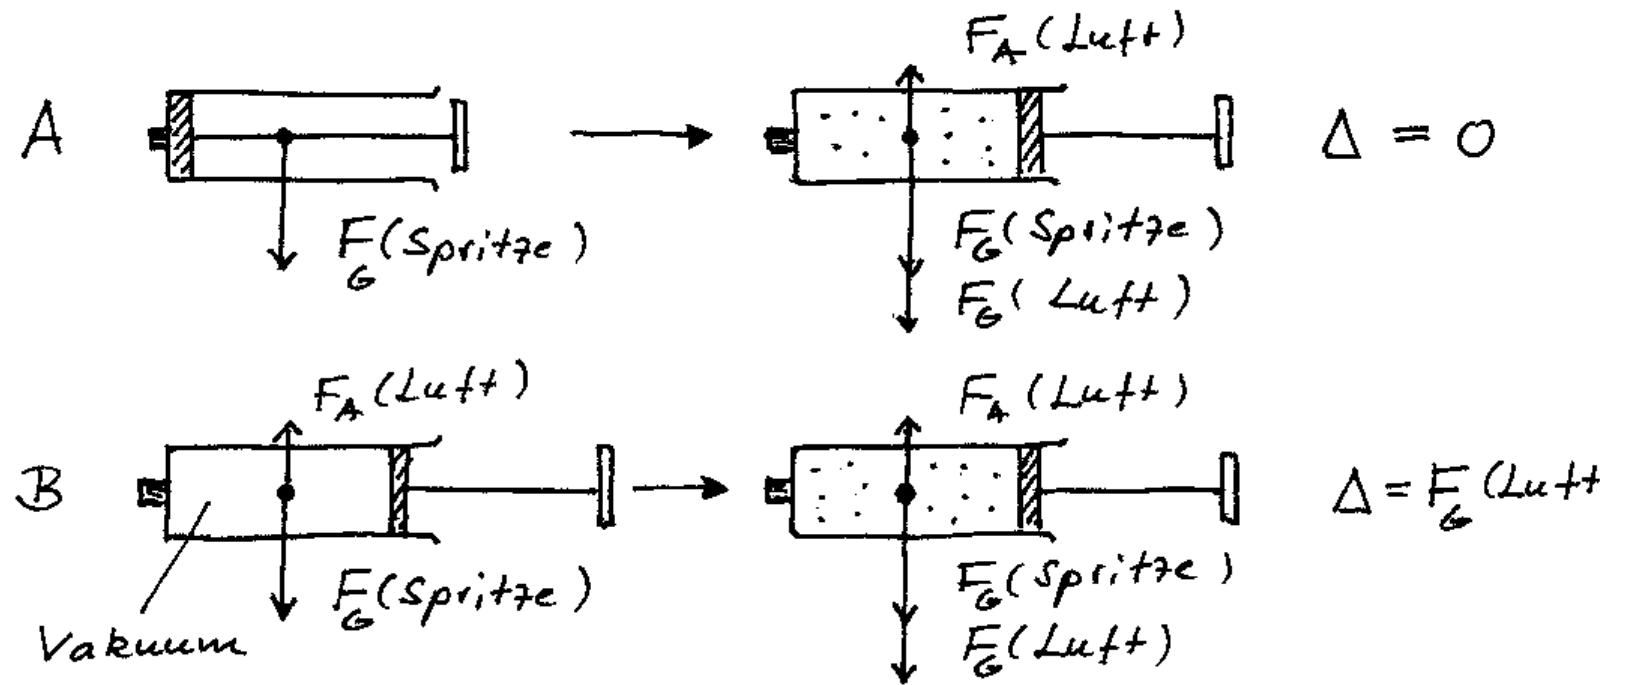 A
F_A (Luft)
Δ = 0
F_G (Spritze)
F_G (Spritze)
F_G (Luft)
B
F_A (Luft)
F_A (Luft)
Δ = F_G (Luft
F_G (Spritze)
F_G (Spritze)
F_G (Luft)
Vakuum